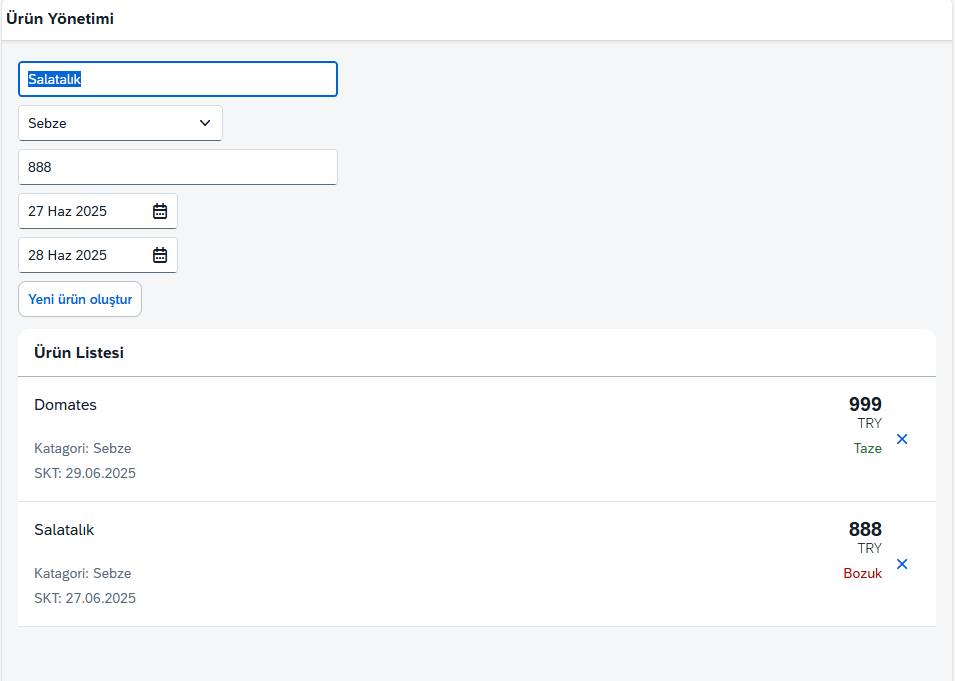 Ürün Yönetimi
Salatalık
Sebze
888
27 Haz 2025
28 Haz 2025
Yeni ürün oluştur
Ürün Listesi
Domates
999
TRY
Katagori: Sebze
Taze
SKT: 29.06.2025
Salatalık
888
TRY
Katagori: Sebze
Bozuk
SKT: 27.06.2025